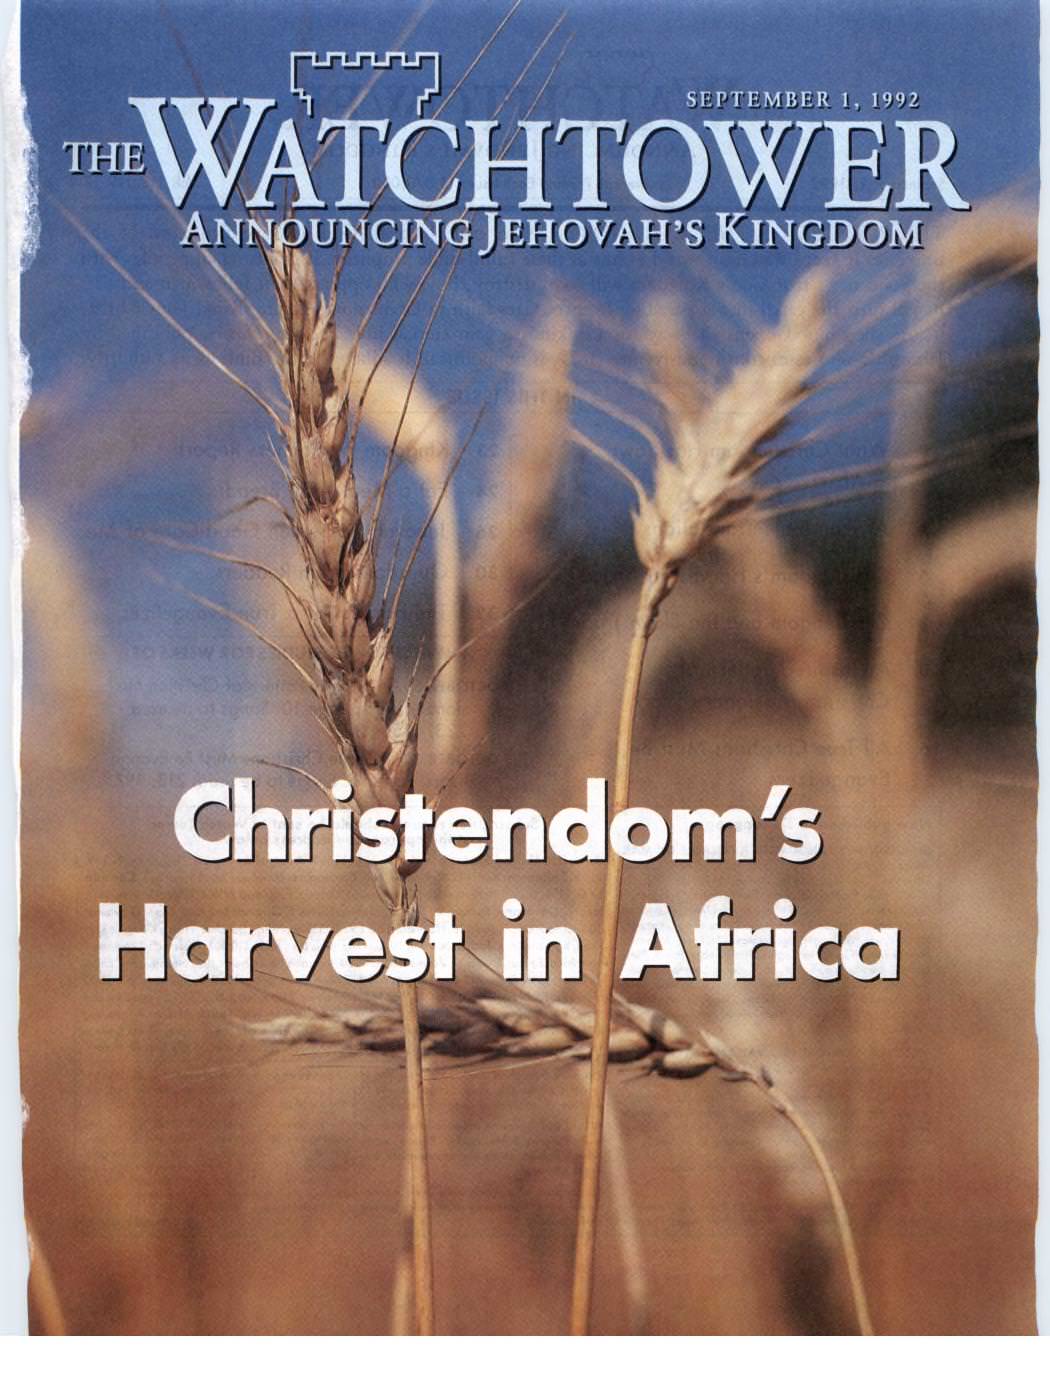 SEPTEMBER 1, 1992
THE WATCHTOWER
ANNOUNCING JEHOVAH'S KINGDOM
Christendom's
Harvest in Africa